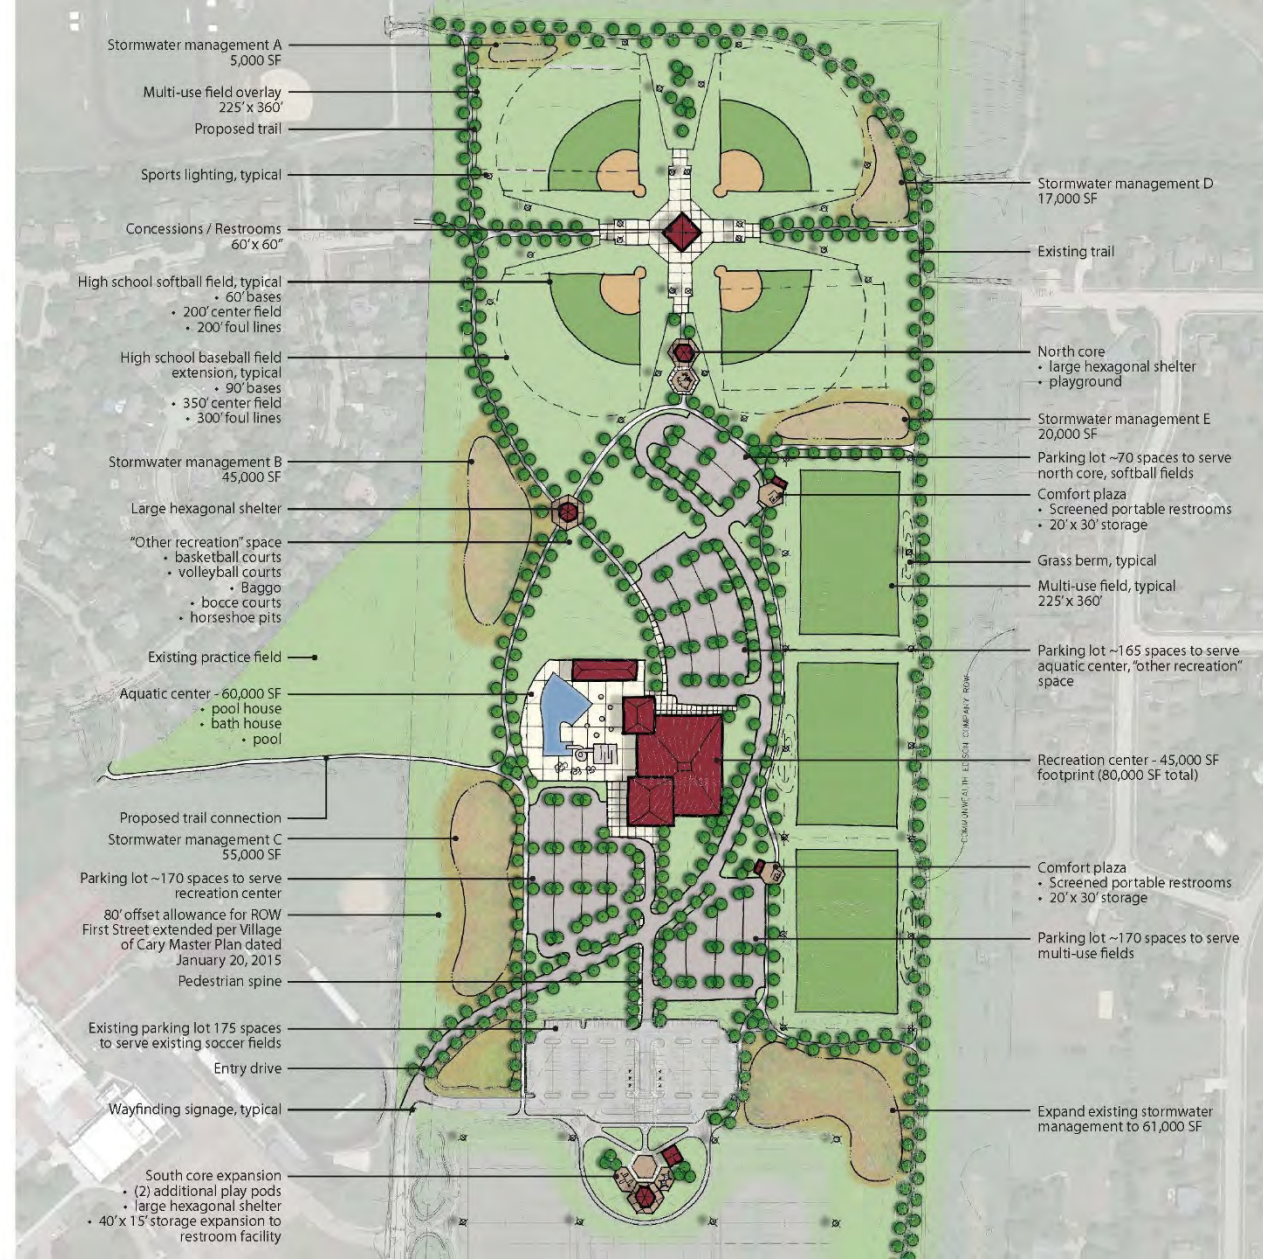 Stormwater management A
5,000 SF
Multi-use field overlay
225' x 360'
Proposed trail
Sports lighting, typical
Concessions / Restrooms
60' x 60"
High school softball field, typical
• 60' bases
• 200' center field
• 200' foul lines
High school baseball field
extension, typical
• 90' bases
• 350' center field
• 300' foul lines
Stormwater management B
45,000 SF
Large hexagonal shelter
"Other recreation" space
• basketball courts
• volleyball courts
• Baggo
• bocce courts
• horseshoe pits
Existing practice field
Aquatic center - 60,000 SF
• pool house
• bath house
• pool
Proposed trail connection
Stormwater management C
55,000 SF
Parking lot ~170 spaces to serve
recreation center
80' offset allowance for ROW
First Street extended per Village
of Cary Master Plan dated
January 20, 2015
Pedestrian spine
Existing parking lot 175 spaces
to serve existing soccer fields
Entry drive
Wayfinding signage, typical
South core expansion
• (2) additional play pods
• large hexagonal shelter
• 40' x 15' storage expansion to
restroom facility
Stormwater management D
17,000 SF
Existing trail
North core
• large hexagonal shelter
• playground
Stormwater management E
20,000 SF
Parking lot ~70 spaces to serve
north core, softball fields
Comfort plaza
• Screened portable restrooms
• 20' x 30' storage
Grass berm, typical
Multi-use field, typical
225' x 360'
Parking lot ~165 spaces to serve
aquatic center, "other recreation"
space
COMMONWEALTH EDISON COMPANY ROW
Recreation center - 45,000 SF
footprint (80,000 SF total)
Comfort plaza
• Screened portable restrooms
• 20' x 30' storage
Parking lot ~170 spaces to serve
multi-use fields
Expand existing stormwater
management to 61,000 SF